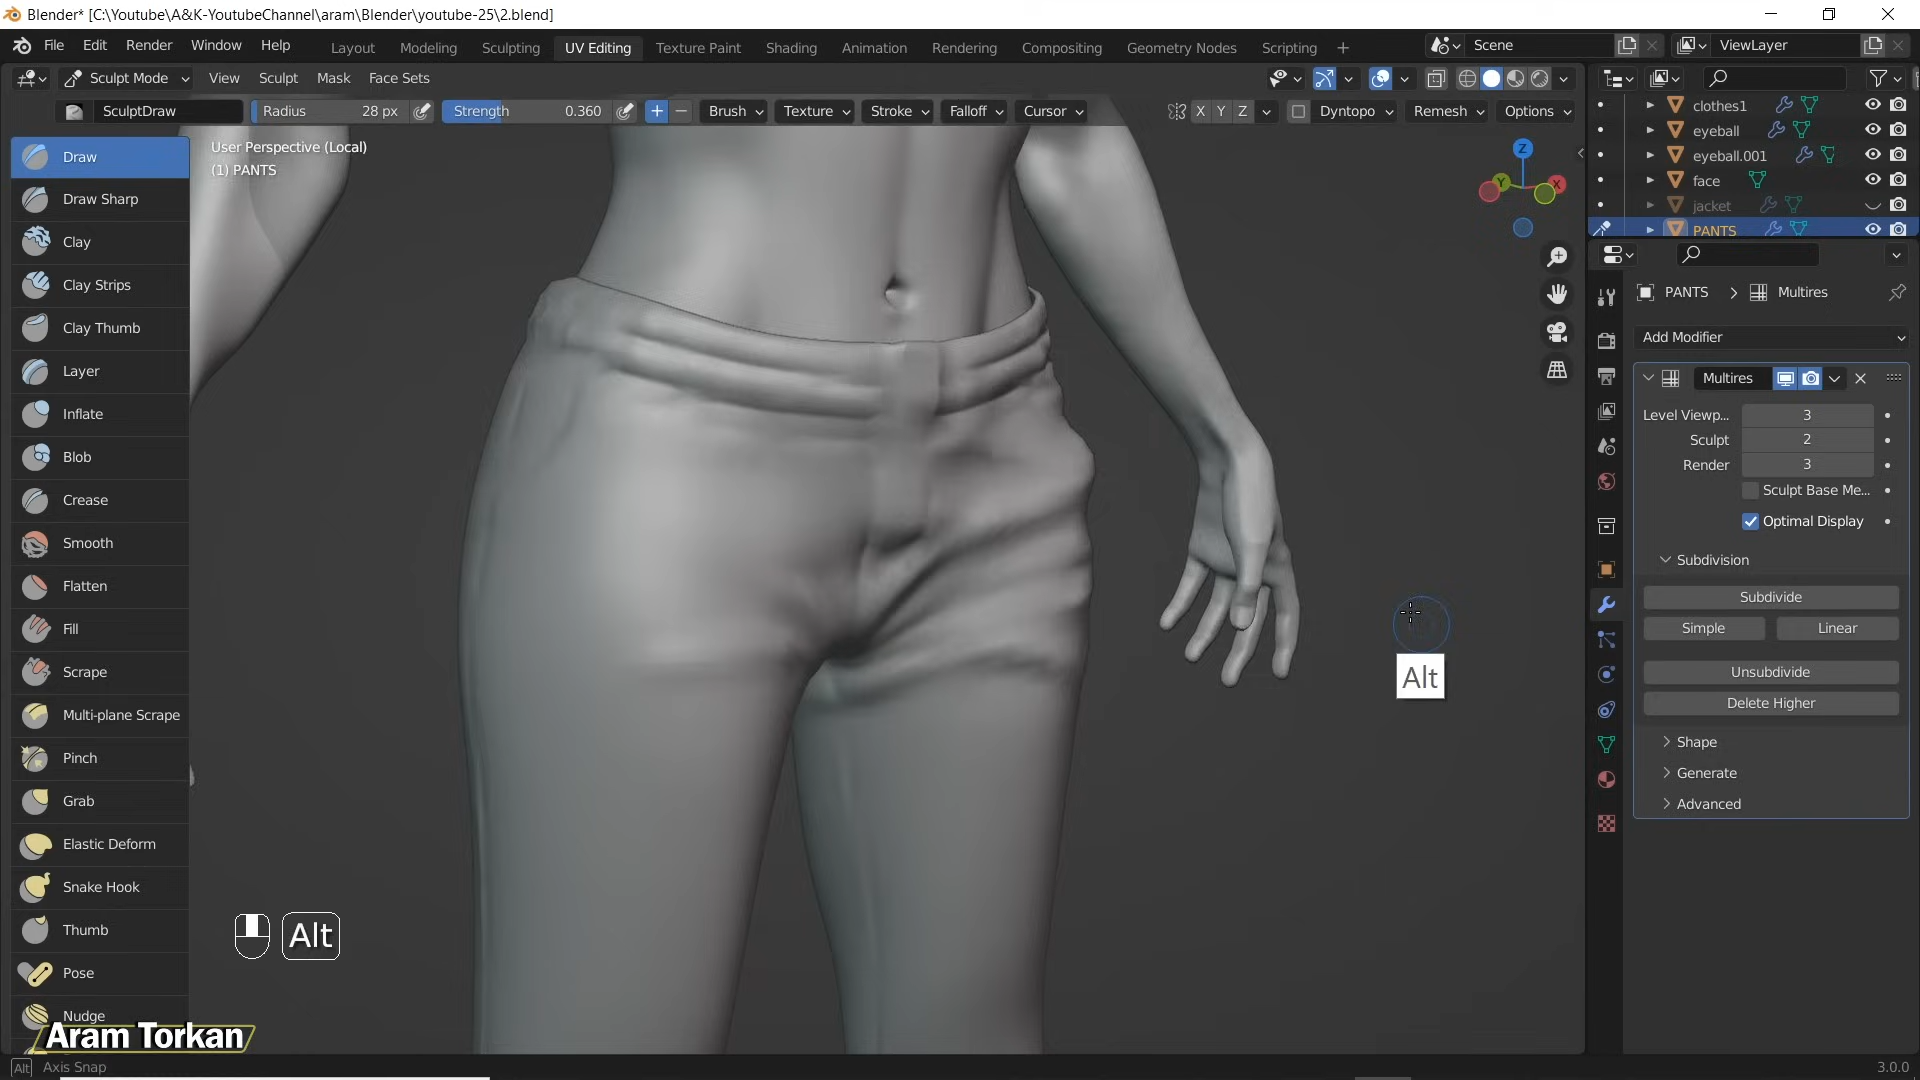 Blender* [C:\Youtube\A&K-YoutubeChannel\aram\Blender\youtube-25\2.blend]
File Edit Render Window Help Layout Modeling Sculpting UV Editing Texture Paint Shading Animation Rendering Compositing Geometry Nodes Scripting + Scene ViewLayer
Sculpt Mode View Sculpt Mask Face Sets
SculptDraw Radius 28 px Strength 0.360 + − Brush Texture Stroke Falloff Cursor X Y Z Dyntopo Remesh Options
User Perspective (Local)
(1) PANTS
Draw
Draw Sharp
Clay
Clay Strips
Clay Thumb
Layer
Inflate
Blob
Crease
Smooth
Flatten
Fill
Scrape
Multi-plane Scrape
Pinch
Grab
Elastic Deform
Snake Hook
Thumb
Pose
Nudge
Z
Y
X
Alt
Alt
Aram Torkan
clothes1
eyeball
eyeball.001
face
jacket
PANTS
PANTS > Multires
Add Modifier
Multires
Level Viewp... 3
Sculpt 2
Render 3
Sculpt Base Me...
Optimal Display
Subdivision
Subdivide
Simple Linear
Unsubdivide
Delete Higher
Shape
Generate
Advanced
Alt Axis Snap
3.0.0